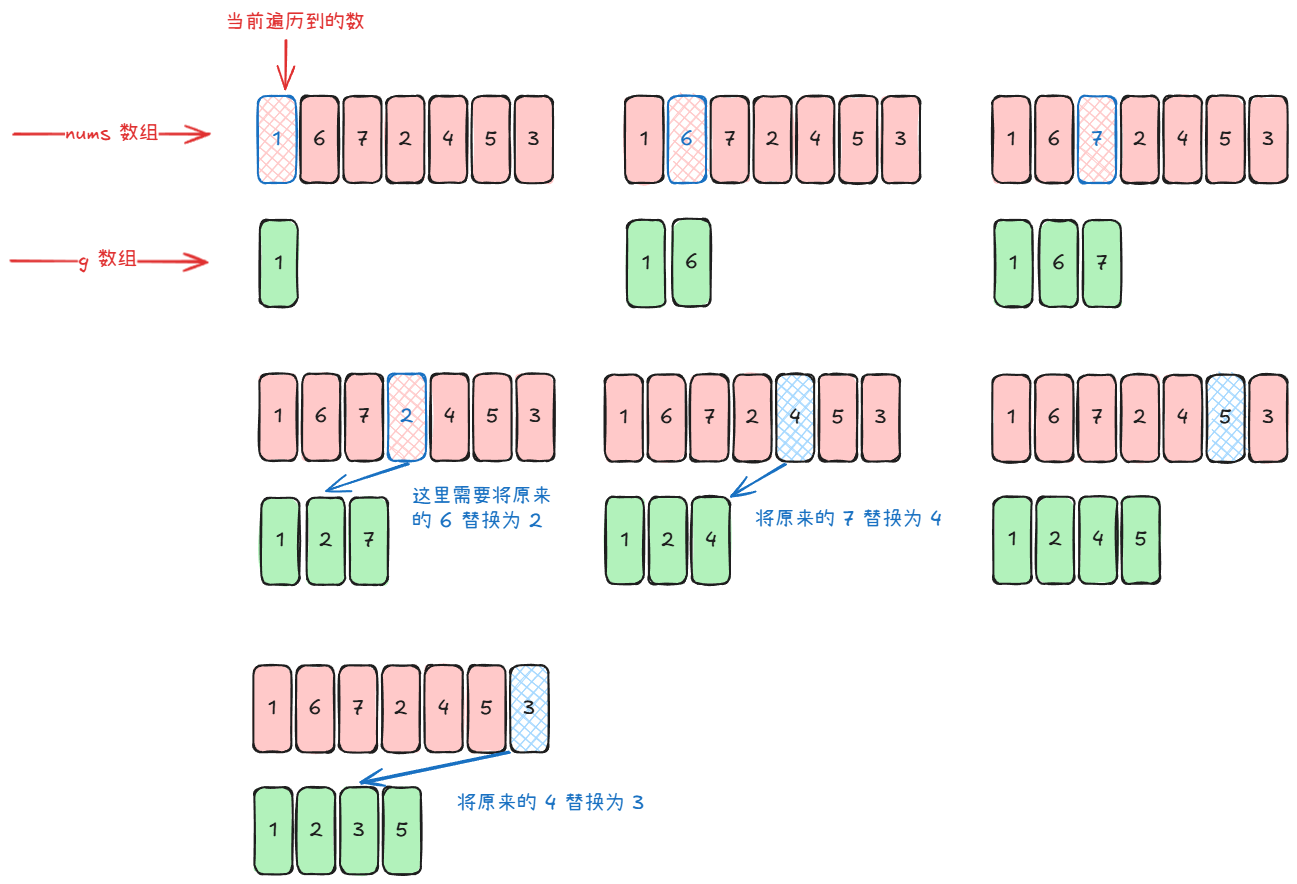 当前遍历到的数
nums 数组
1 6 7 2 4 5 3
1 6 7 2 4 5 3
1 6 7 2 4 5 3
g 数组
1
1 6
1 6 7
1 6 7 2 4 5 3
1 6 7 2 4 5 3
1 6 7 2 4 5 3
这里需要将原来
的 6 替换为 2
将原来的 7 替换为 4
1 2 7
1 2 4
1 2 4 5
1 6 7 2 4 5 3
将原来的 4 替换为 3
1 2 3 5